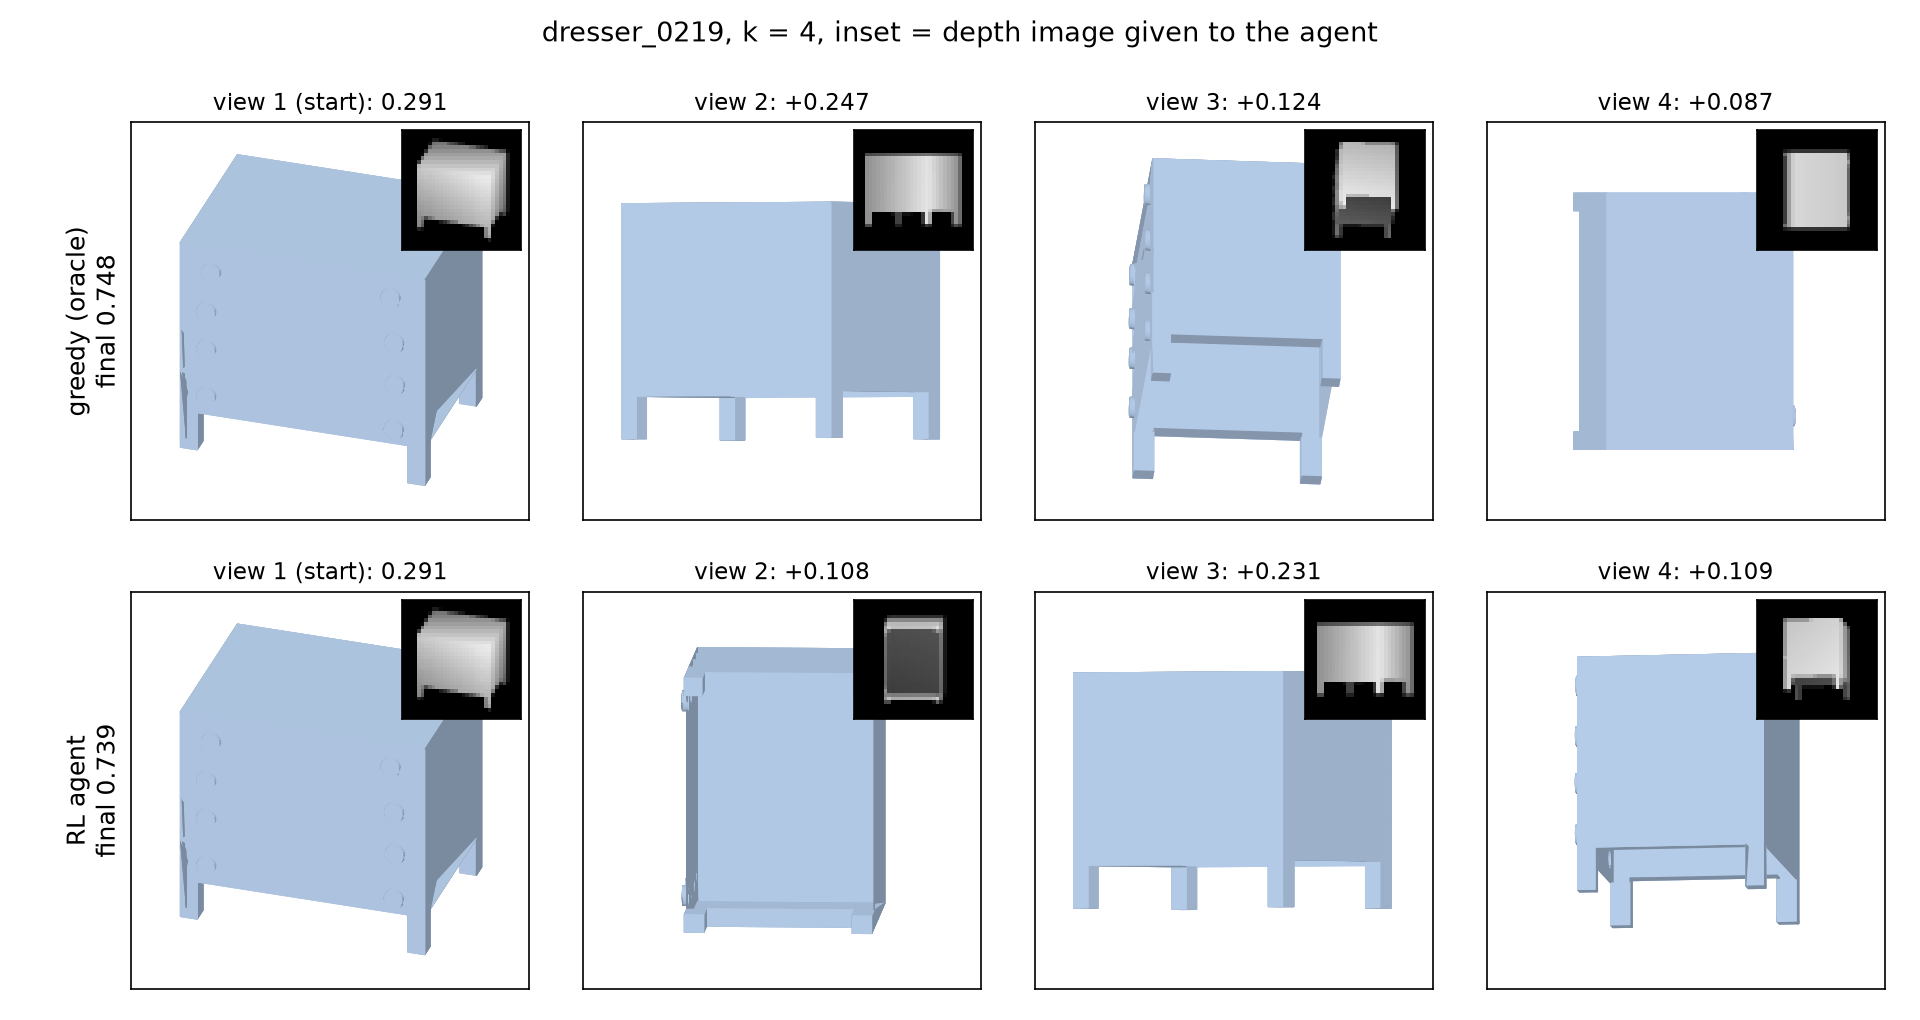 dresser_0219, k = 4, inset = depth image given to the agent
view 1 (start): 0.291
view 2: +0.247
view 3: +0.124
view 4: +0.087
greedy (oracle)
final 0.748
view 1 (start): 0.291
view 2: +0.108
view 3: +0.231
view 4: +0.109
RL agent
final 0.739